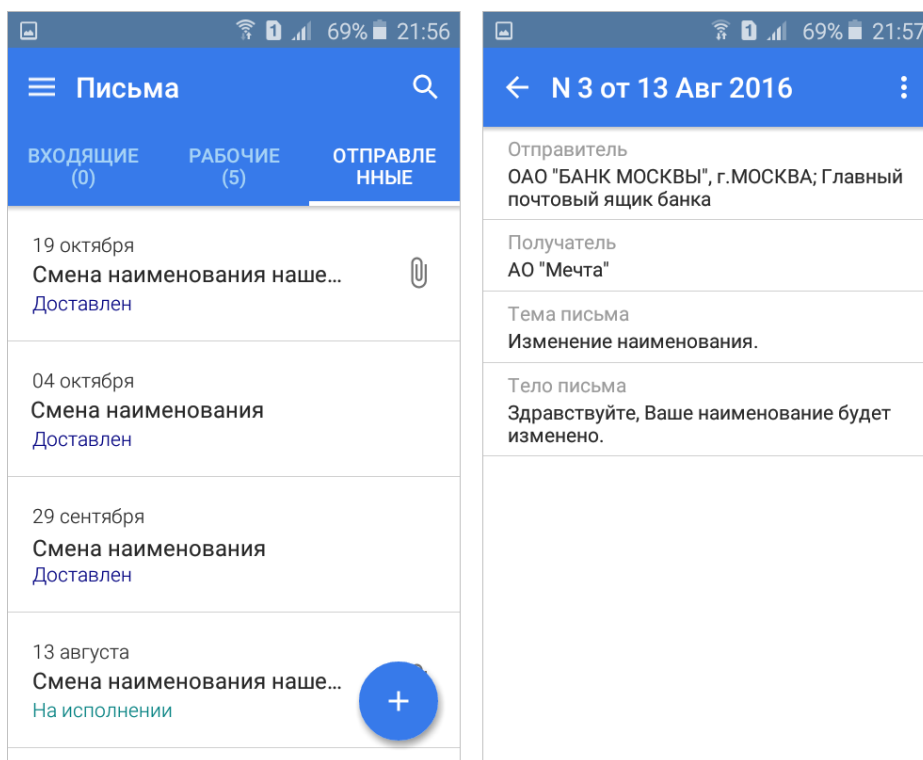 69% 21:56
Письма
ВХОДЯЩИЕ
(0)
РАБОЧИЕ
(5)
ОТПРАВЛЕ
ННЫЕ
19 октября
Смена наименования наше...
Доставлен
04 октября
Смена наименования
Доставлен
29 сентября
Смена наименования
Доставлен
13 августа
Смена наименования наше...
На исполнении
1 69% 21:57
N 3 от 13 Авг 2016
Отправитель
ОАО "БАНК МОСКВЫ", г.МОСКВА; Главный
почтовый ящик банка
Получатель
АО "Мечта"
Тема письма
Изменение наименования.
Тело письма
Здравствуйте, Ваше наименование будет
изменено.